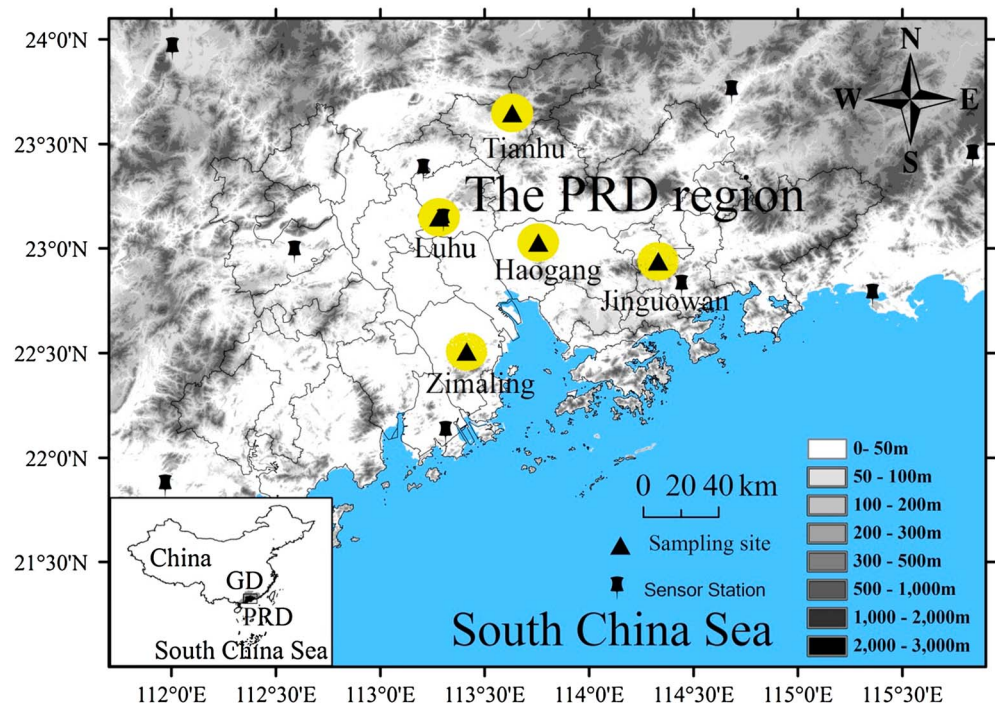 24°0'N
23°30'N
23°0'N
22°30'N
22°0'N
21°30'N
N
W E
S
Tianhu
The PRD region
Luhu
Haogang
Jinguowan
Zimaling
0 20 40 km
Sampling site
Sensor Station
South China Sea
0- 50m
50 - 100m
100 - 200m
200 - 300m
300 - 500m
500 - 1,000m
1,000 - 2,000m
2,000 - 3,000m
China
GD
PRD
South China Sea
112°0'E 112°30'E 113°0'E 113°30'E 114°0'E 114°30'E 115°0'E 115°30'E